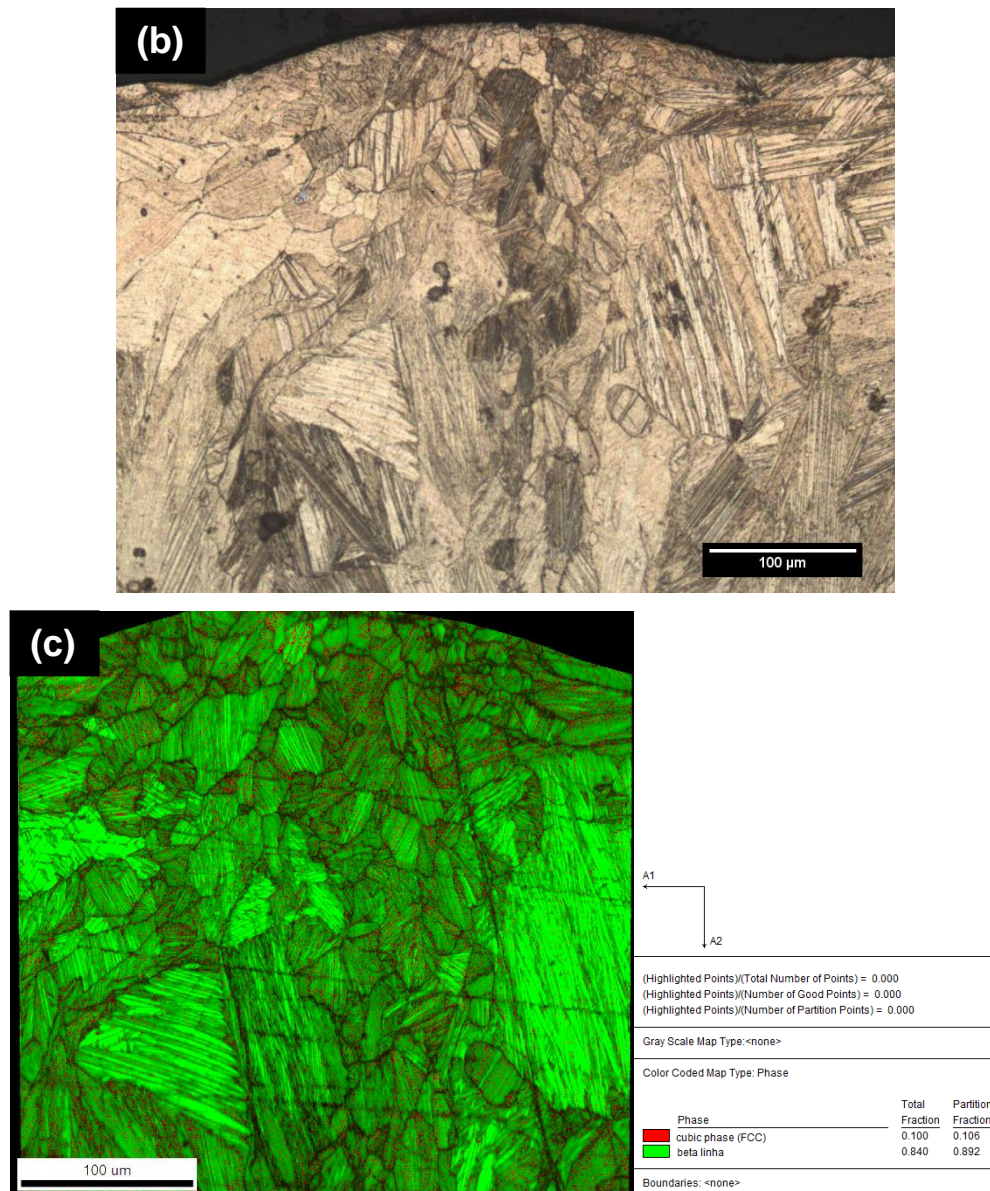 (b)
100 µm
(c)
100 um
A1
A2
(Highlighted Points)/(Total Number of Points) = 0.000
(Highlighted Points)/(Number of Good Points) = 0.000
(Highlighted Points)/(Number of Partition Points) = 0.000
Gray Scale Map Type:<none>
Color Coded Map Type: Phase
Total Partition
Phase Fraction Fraction
cubic phase (FCC) 0.100 0.106
beta linha 0.840 0.892
Boundaries: <none>